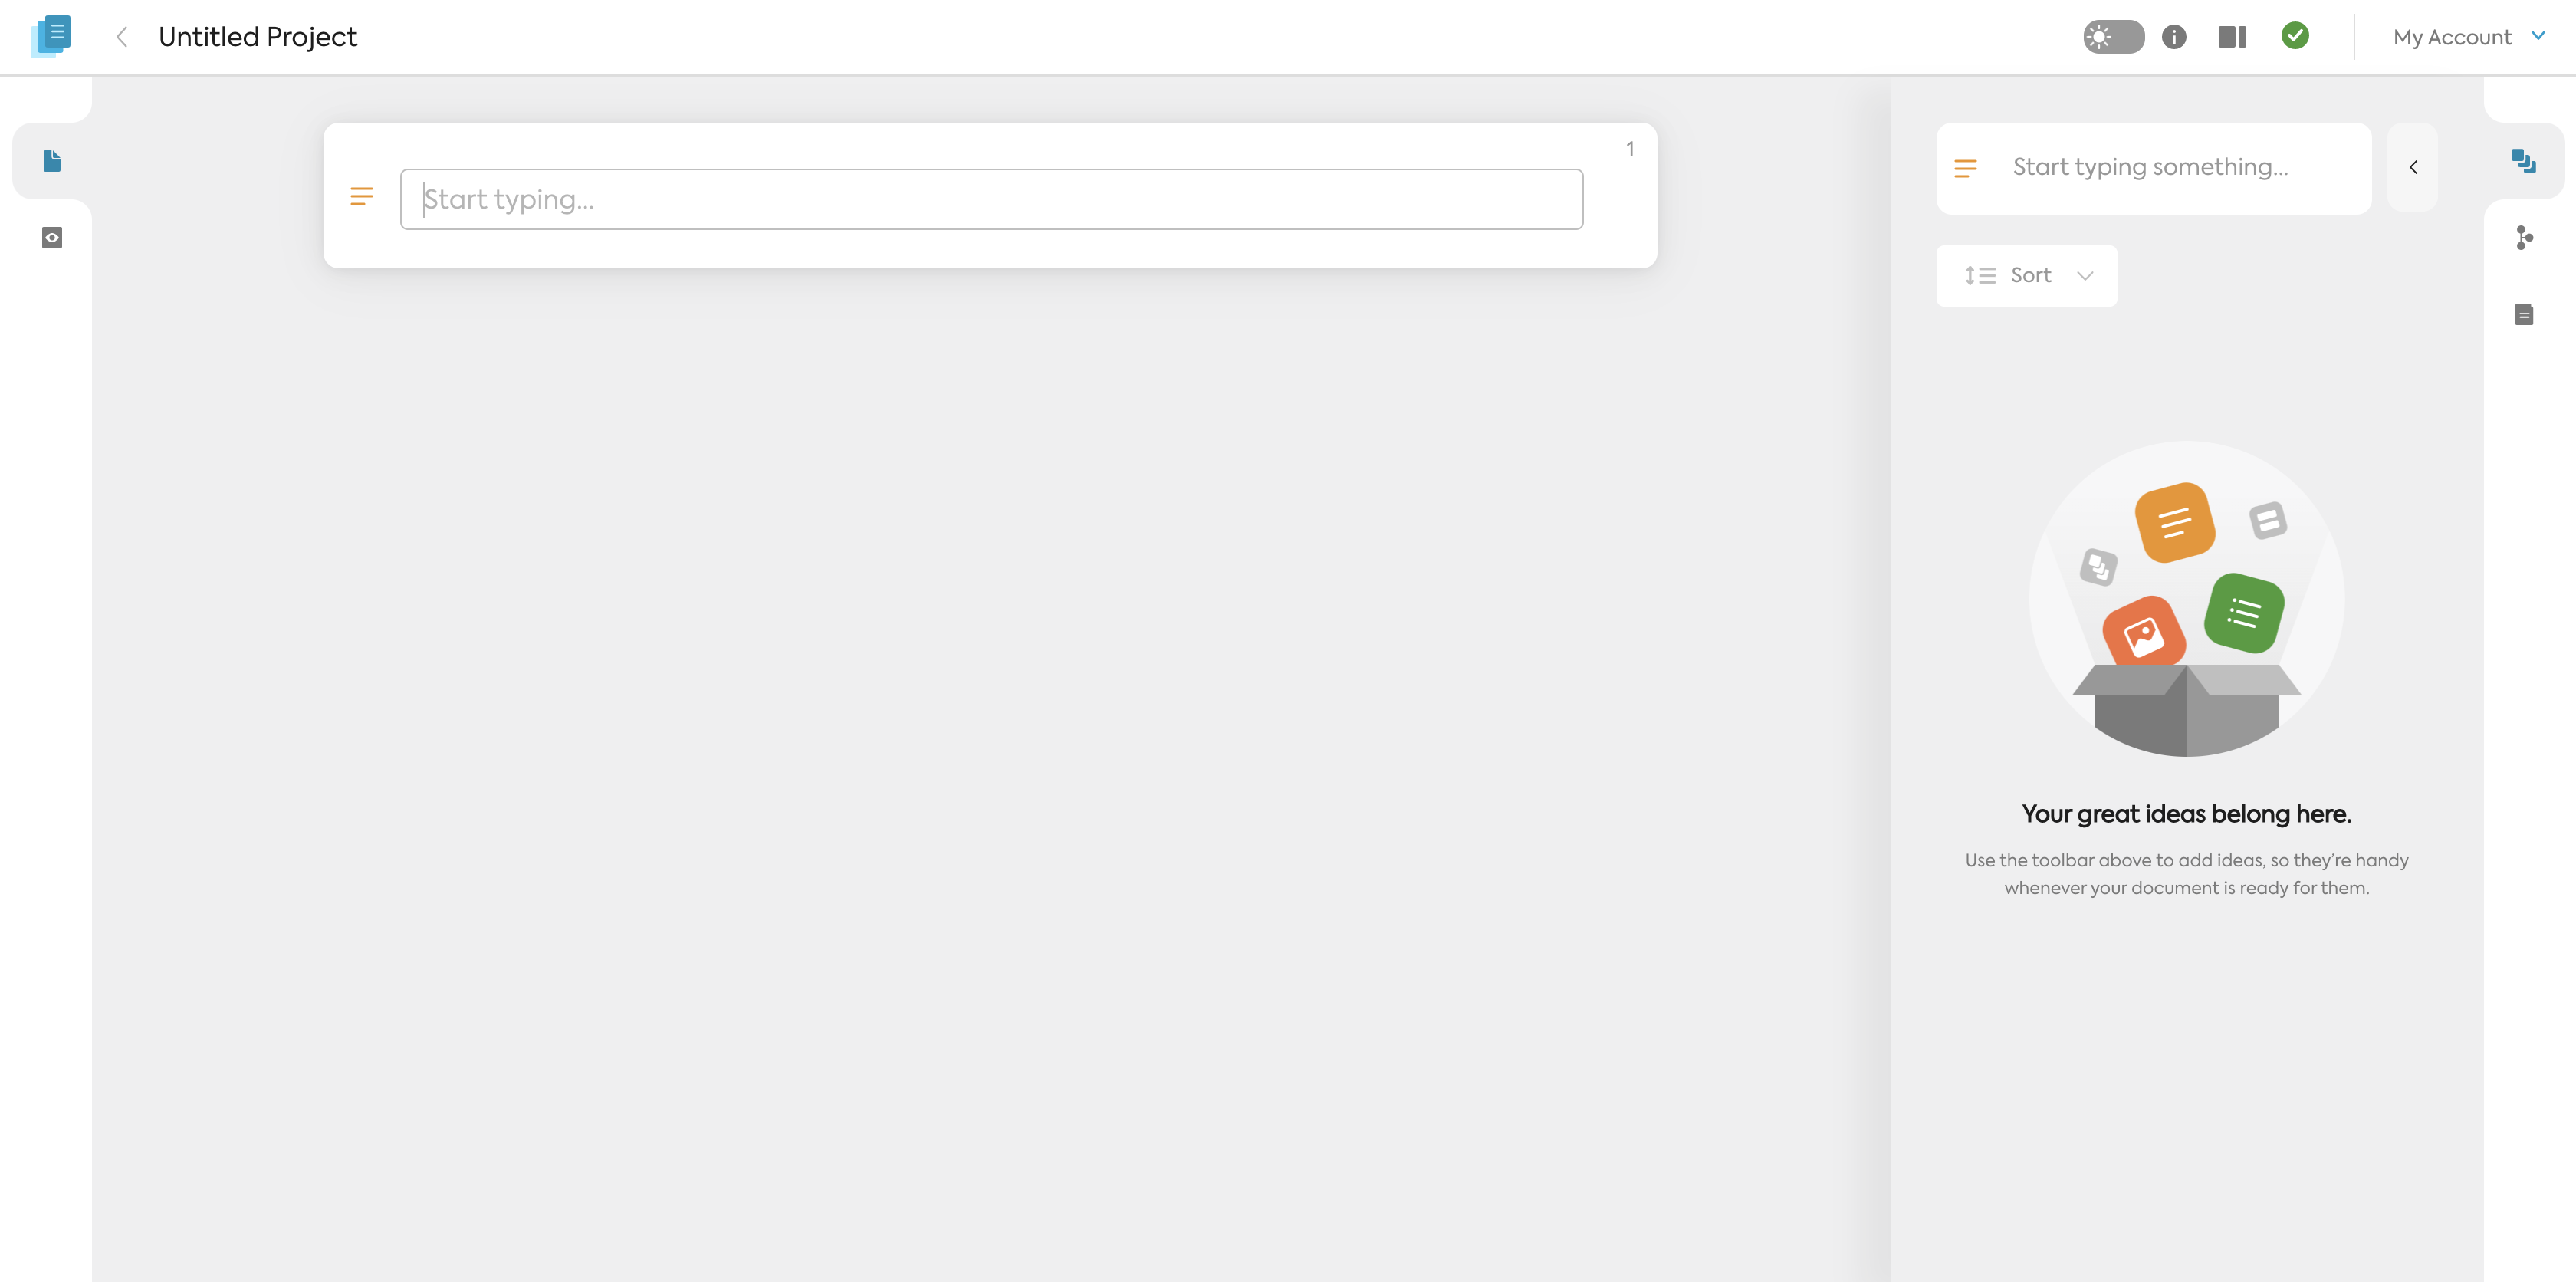 Untitled Project
My Account
1
Start typing...
Start typing something...
Sort
Your great ideas belong here.
Use the toolbar above to add ideas, so they're handy
whenever your document is ready for them.